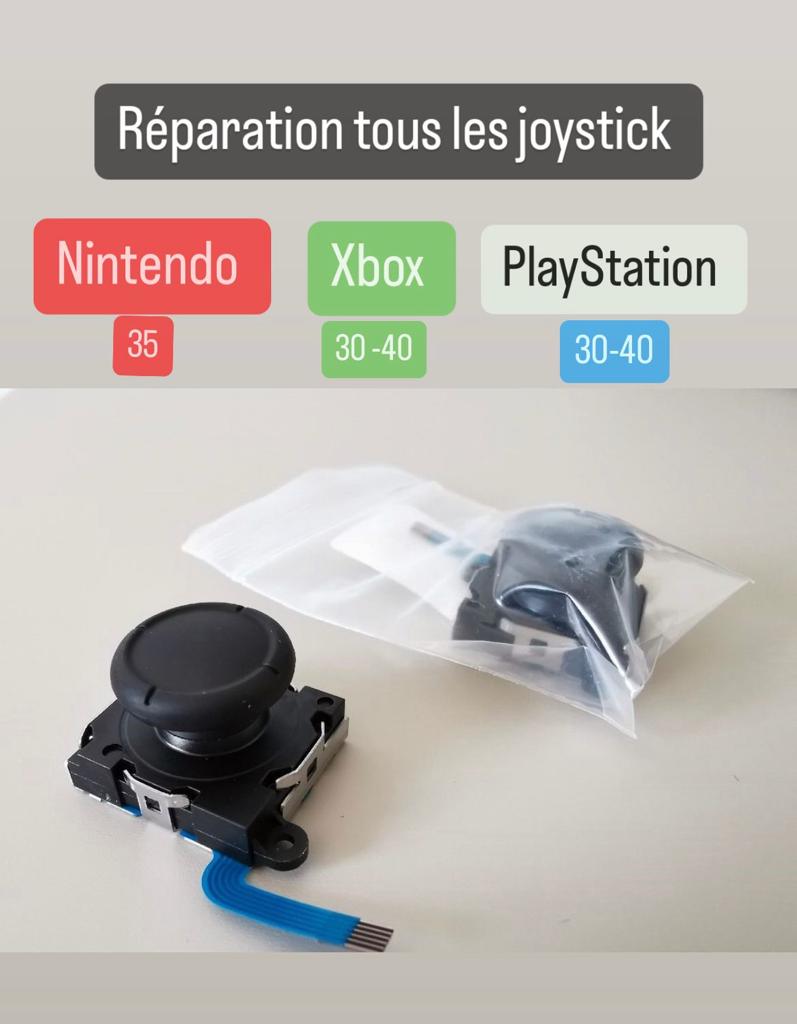 Réparation tous les joystick
Nintendo
Xbox
PlayStation
35
30 -40
30-40